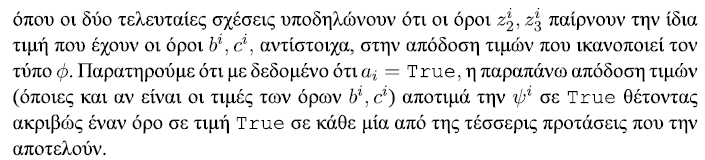 όπου οι δύο τελευταίες σχέσεις υποδηλώνουν ότι οι όροι $z_2^i, z_3^i$ παίρνουν την ίδια
τιμή που έχουν οι όροι $b^i, c^i$, αντίστοιχα, στην απόδοση τιμών που ικανοποιεί τον
τύπο $\phi$. Παρατηρούμε ότι με δεδομένο ότι $a_i$ = True, η παραπάνω απόδοση τιμών
(όποιες και αν είναι οι τιμές των όρων $b^i, c^i$) αποτιμά την $\psi^i$ σε True θέτοντας
ακριβώς έναν όρο σε τιμή True σε κάθε μία από της τέσσερις προτάσεις που την
αποτελούν.